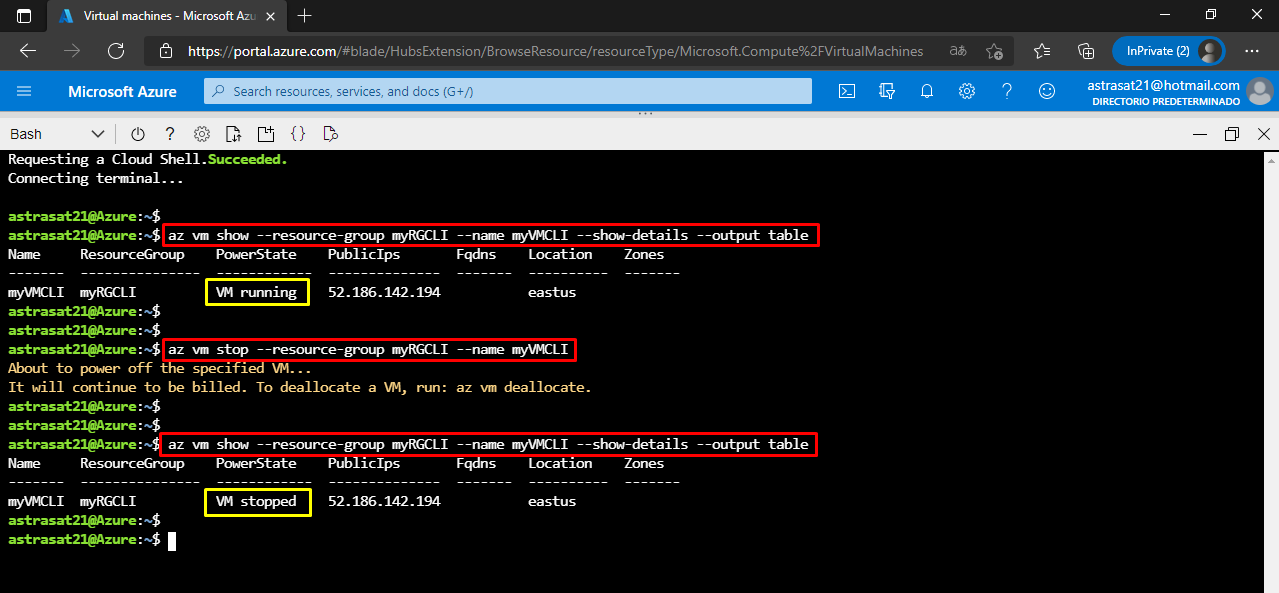 Virtual machines - Microsoft Azu
https://portal.azure.com/#blade/HubsExtension/BrowseResource/resourceType/Microsoft.Compute%2FVirtualMachines
aあ
InPrivate (2)
Microsoft Azure
Search resources, services, and docs (G+/)
astrasat21@hotmail.com
DIRECTORIO PREDETERMINADO
Bash
Requesting a Cloud Shell.Succeeded.
Connecting terminal...
astrasat21@Azure:~$
astrasat21@Azure:~$ az vm show --resource-group myRGCLI --name myVMCLI --show-details --output table
Name ResourceGroup PowerState PublicIps Fqdns Location Zones
------- --------------- ------------ -------------- ------- ---------- -------
myVMCLI myRGCLI VM running 52.186.142.194 eastus
astrasat21@Azure:~$
astrasat21@Azure:~$
astrasat21@Azure:~$ az vm stop --resource-group myRGCLI --name myVMCLI
About to power off the specified VM...
It will continue to be billed. To deallocate a VM, run: az vm deallocate.
astrasat21@Azure:~$
astrasat21@Azure:~$
astrasat21@Azure:~$ az vm show --resource-group myRGCLI --name myVMCLI --show-details --output table
Name ResourceGroup PowerState PublicIps Fqdns Location Zones
------- --------------- ------------ -------------- ------- ---------- -------
myVMCLI myRGCLI VM stopped 52.186.142.194 eastus
astrasat21@Azure:~$
astrasat21@Azure:~$